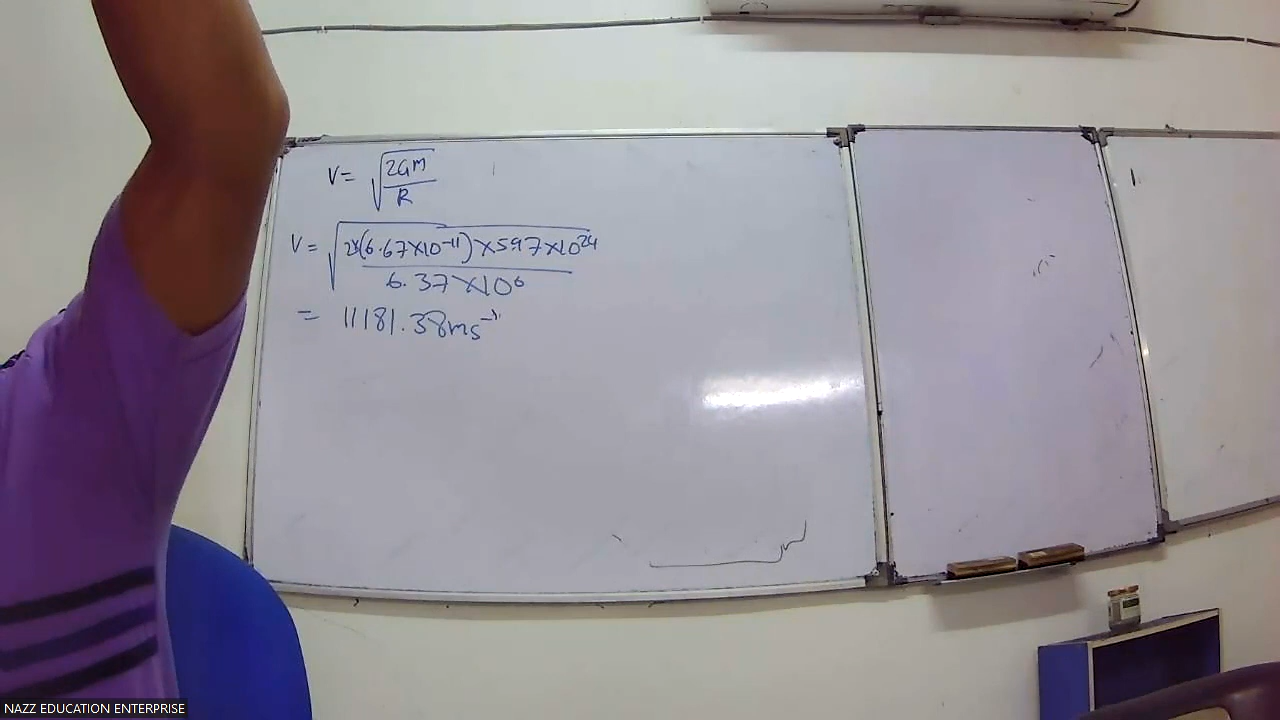 V = √(2GM/R)
V = √(2×(6.67×10⁻¹¹)×5.97×10²⁴/6.37×10⁶)
= 11181.38ms⁻¹
NAZZ EDUCATION ENTERPRISE